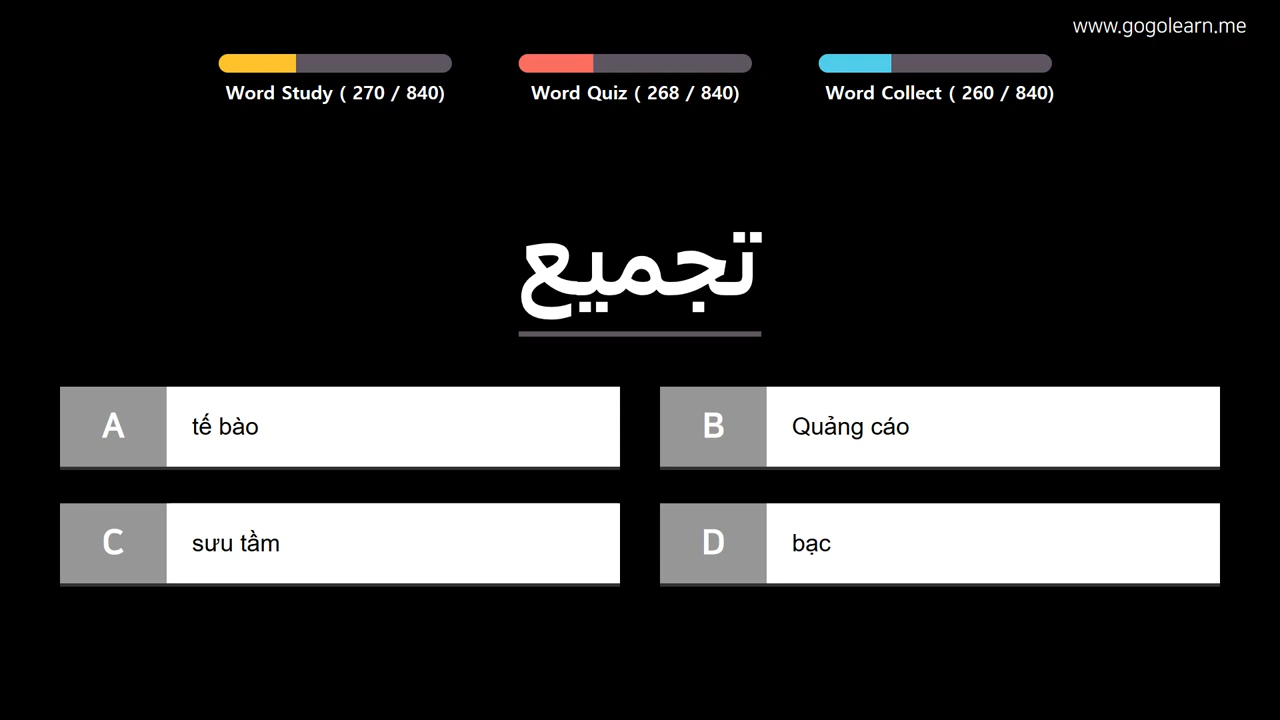 www.gogolearn.me
Word Study ( 270 / 840)
Word Quiz ( 268 / 840)
Word Collect ( 260 / 840)
تجميع
A
tế bào
B
Quảng cáo
C
sưu tầm
D
bạc